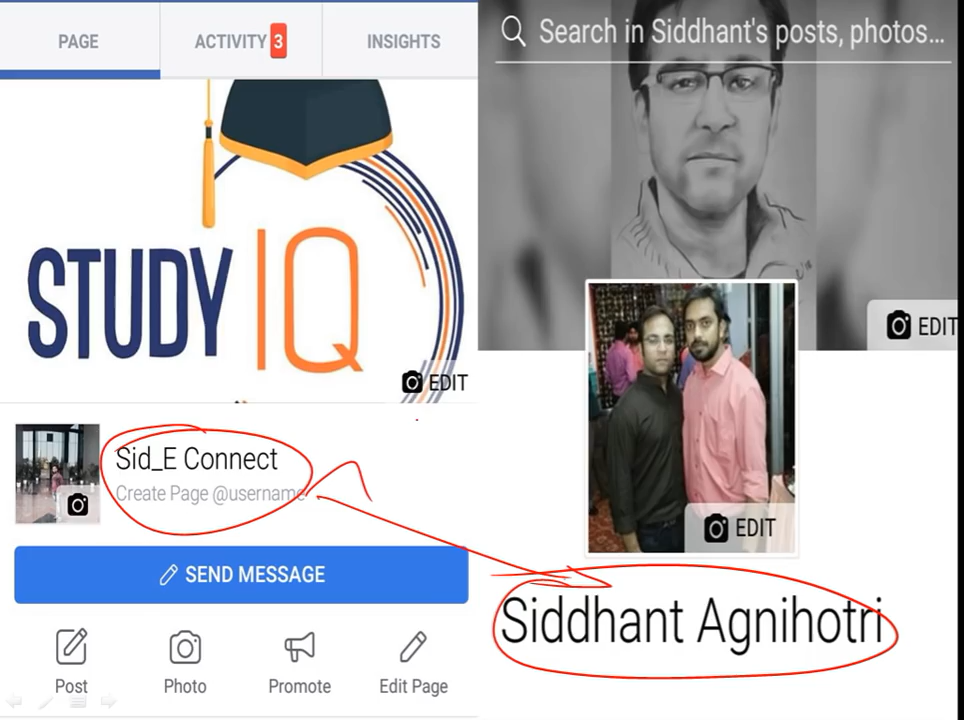 PAGE
ACTIVITY 3
INSIGHTS
STUDY IQ
EDIT
Sid_E Connect
Create Page @username
SEND MESSAGE
Post
Photo
Promote
Edit Page
Search in Siddhant's posts, photos...
EDIT
EDIT
Siddhant Agnihotri